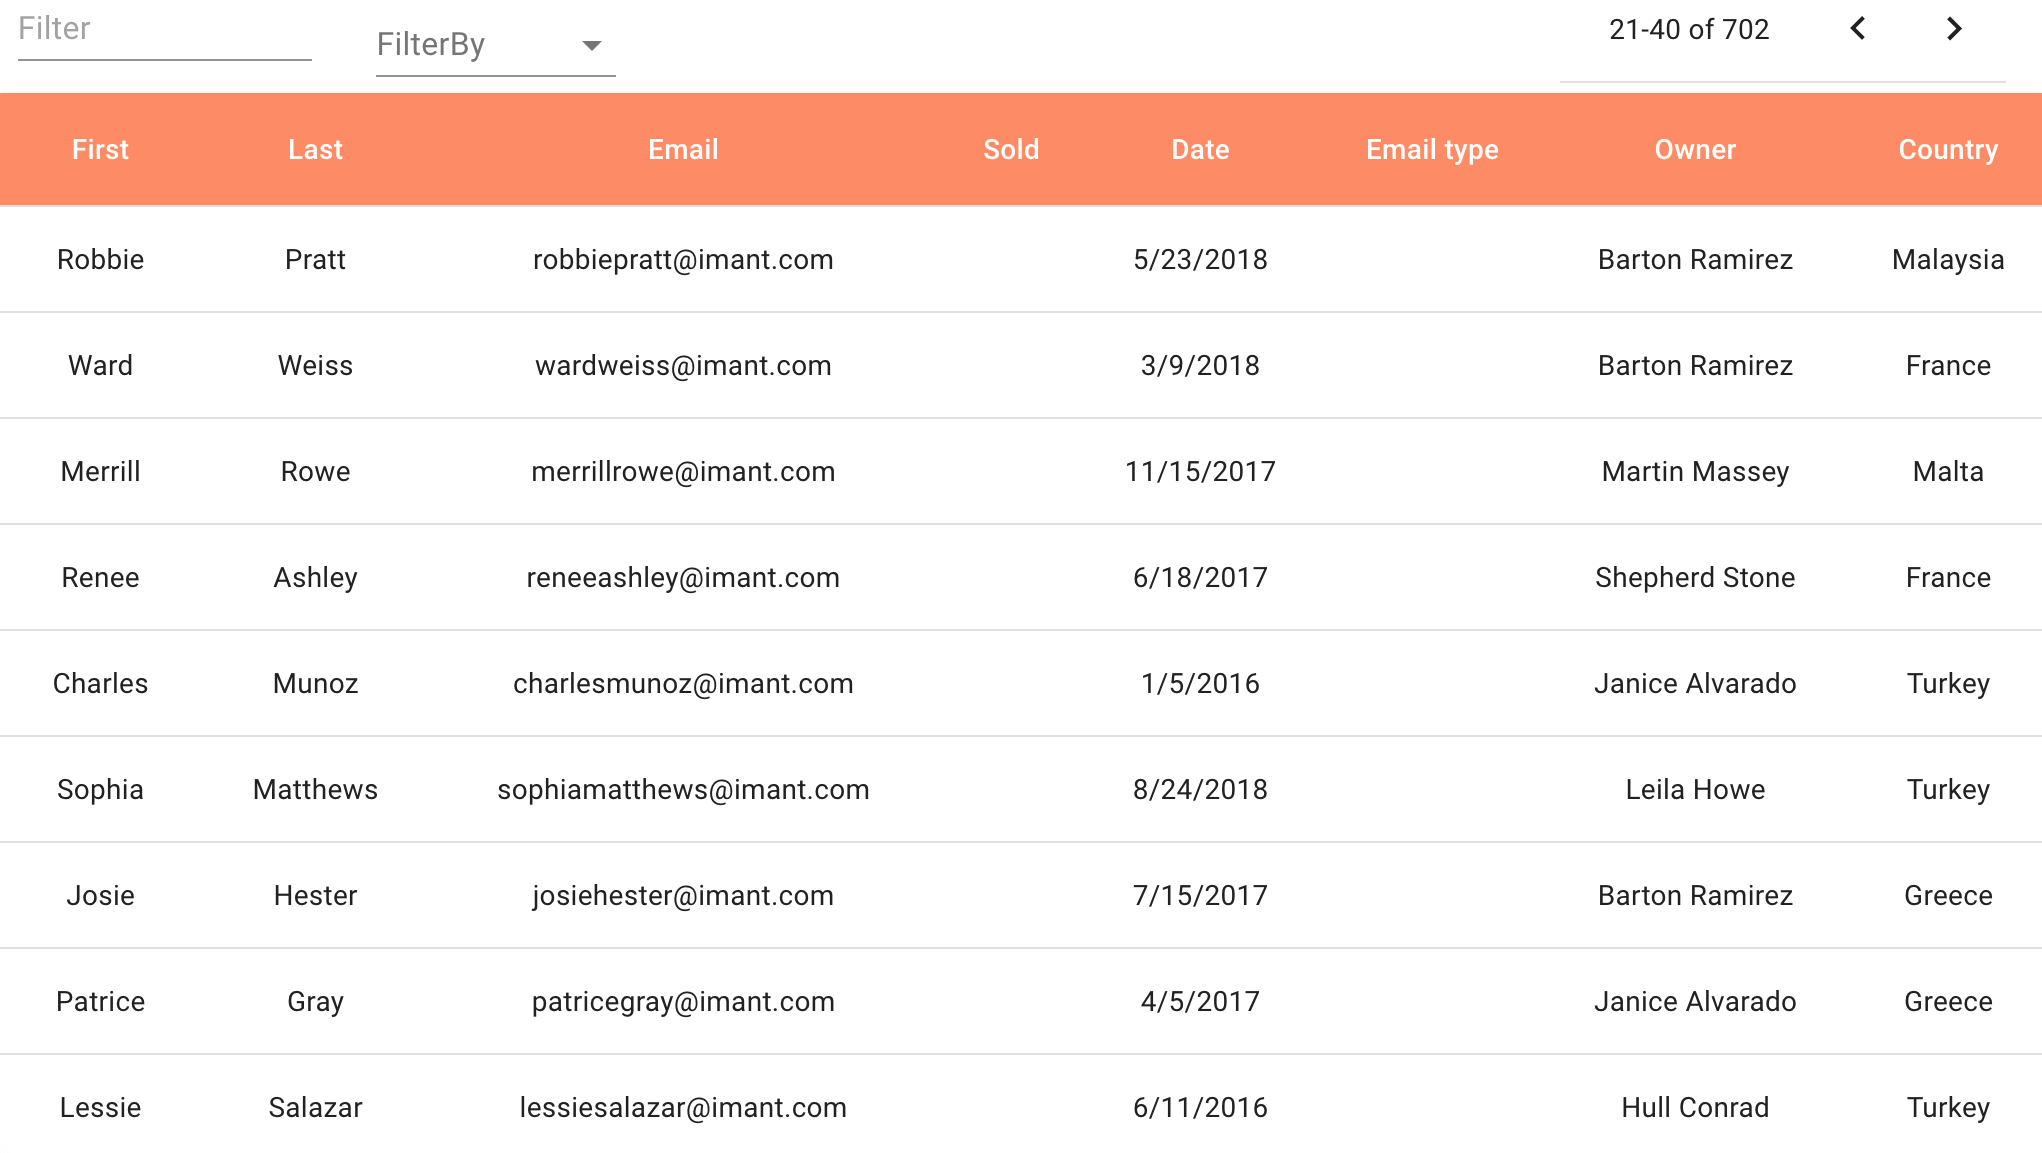 Filter
FilterBy
21-40 of 702
First Last Email Sold Date Email type Owner Country
Robbie Pratt robbiepratt@imant.com 5/23/2018 Barton Ramirez Malaysia
Ward Weiss wardweiss@imant.com 3/9/2018 Barton Ramirez France
Merrill Rowe merrillrowe@imant.com 11/15/2017 Martin Massey Malta
Renee Ashley reneeashley@imant.com 6/18/2017 Shepherd Stone France
Charles Munoz charlesmunoz@imant.com 1/5/2016 Janice Alvarado Turkey
Sophia Matthews sophiamatthews@imant.com 8/24/2018 Leila Howe Turkey
Josie Hester josiehester@imant.com 7/15/2017 Barton Ramirez Greece
Patrice Gray patricegray@imant.com 4/5/2017 Janice Alvarado Greece
Lessie Salazar lessiesalazar@imant.com 6/11/2016 Hull Conrad Turkey